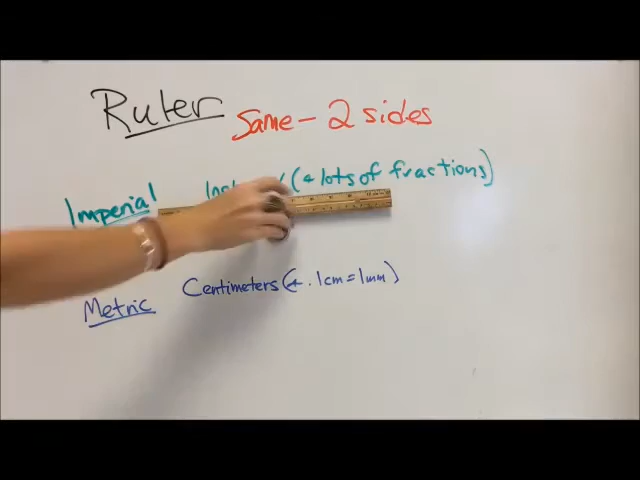 Ruler Same - 2 sides
Imperial (+ lots of fractions)
Metric Centimeters (+ .1cm = 1mm)